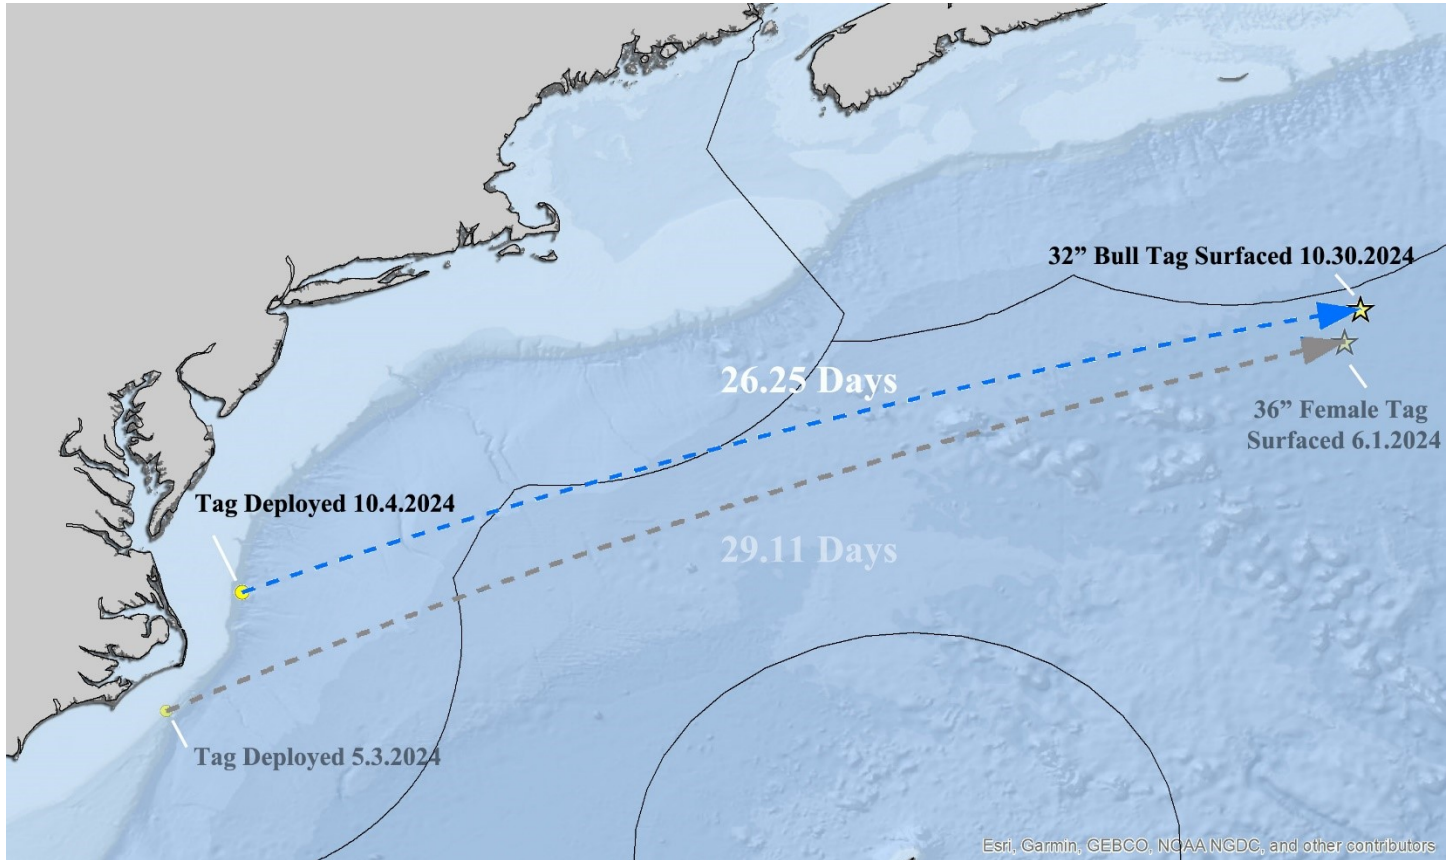 32” Bull Tag Surfaced 10.30.2024
26.25 Days
36” Female Tag
Surfaced 6.1.2024
Tag Deployed 10.4.2024
29.11 Days
Tag Deployed 5.3.2024
Esri, Garmin, GEBCO, NOAA NGDC, and other contributors